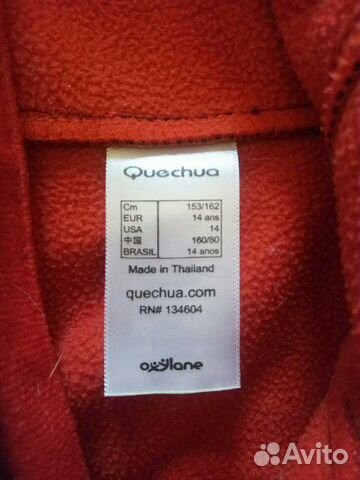 Quechua
Cm 153/162
EUR 14 ans
USA 14
中国 160/80
BRASIL 14 anos
Made in Thailand
quechua.com
RN# 134604
oxylane
Avito